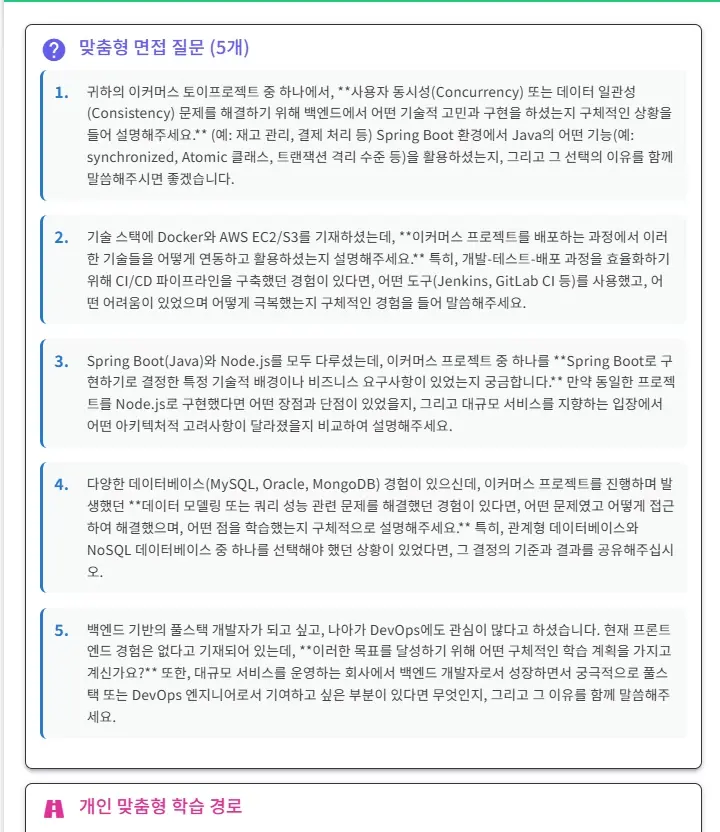 맞춤형 면접 질문 (5개)
1. 귀하의 이커머스 토이프로젝트 중 하나에서, **사용자 동시성(Concurrency) 또는 데이터 일관성
(Consistency) 문제를 해결하기 위해 백엔드에서 어떤 기술적 고민과 구현을 하셨는지 구체적인 상황을
들어 설명해주세요.** (예: 재고 관리, 결제 처리 등) Spring Boot 환경에서 Java의 어떤 기능(예:
synchronized, Atomic 클래스, 트랜잭션 격리 수준 등)을 활용하셨는지, 그리고 그 선택의 이유를 함께
말씀해주시면 좋겠습니다.
2. 기술 스택에 Docker와 AWS EC2/S3를 기재하셨는데, **이커머스 프로젝트를 배포하는 과정에서 이러
한 기술들을 어떻게 연동하고 활용하셨는지 설명해주세요.** 특히, 개발-테스트-배포 과정을 효율화하기
위해 CI/CD 파이프라인을 구축했던 경험이 있다면, 어떤 도구(Jenkins, GitLab CI 등)를 사용했고, 어
떤 어려움이 있었으며 어떻게 극복했는지 구체적인 경험을 들어 말씀해주세요.
3. Spring Boot(Java)와 Node.js를 모두 다루셨는데, 이커머스 프로젝트 중 하나를 **Spring Boot로 구
현하기로 결정한 특정 기술적 배경이나 비즈니스 요구사항이 있었는지 궁금합니다.** 만약 동일한 프로젝
트를 Node.js로 구현했다면 어떤 장점과 단점이 있었을지, 그리고 대규모 서비스를 지향하는 입장에서
어떤 아키텍처적 고려사항이 달라졌을지 비교하여 설명해주세요.
4. 다양한 데이터베이스(MySQL, Oracle, MongoDB) 경험이 있으신데, 이커머스 프로젝트를 진행하며 발
생했던 **데이터 모델링 또는 쿼리 성능 관련 문제를 해결했던 경험이 있다면, 어떤 문제였고 어떻게 접근
하여 해결했으며, 어떤 점을 학습했는지 구체적으로 설명해주세요.** 특히, 관계형 데이터베이스와
NoSQL 데이터베이스 중 하나를 선택해야 했던 상황이 있었다면, 그 결정의 기준과 결과를 공유해주십시
오.
5. 백엔드 기반의 풀스택 개발자가 되고 싶고, 나아가 DevOps에도 관심이 많다고 하셨습니다. 현재 프론트
엔드 경험은 없다고 기재되어 있는데, **이러한 목표를 달성하기 위해 어떤 구체적인 학습 계획을 가지고
계신가요?** 또한, 대규모 서비스를 운영하는 회사에서 백엔드 개발자로서 성장하면서 궁극적으로 풀스
택 또는 DevOps 엔지니어로서 기여하고 싶은 부분이 있다면 무엇인지, 그리고 그 이유를 함께 말씀해주
세요.
개인 맞춤형 학습 경로